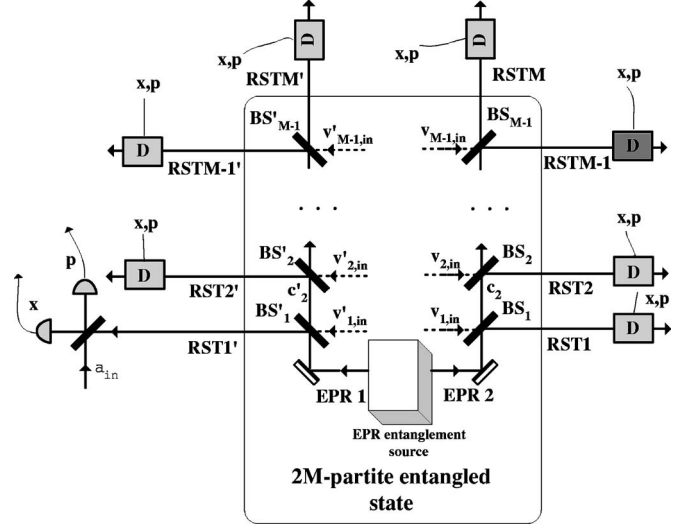 D D
x,p x,p
RSTM' RSTM
x,p x,p
BS'M-1 BSM-1
D v'M-1,in vM-1,in D
RSTM-1' RSTM-1
. . . . . .
x,p x,p
p BS'2 v'2,in v2,in BS2
D D
RST2' c'2 c2 RST2 x,p
x BS'1 v'1,in v1,in BS1
D
RST1' RST1
ain
EPR 1 EPR 2
EPR entanglement
source
2M-partite entangled
state